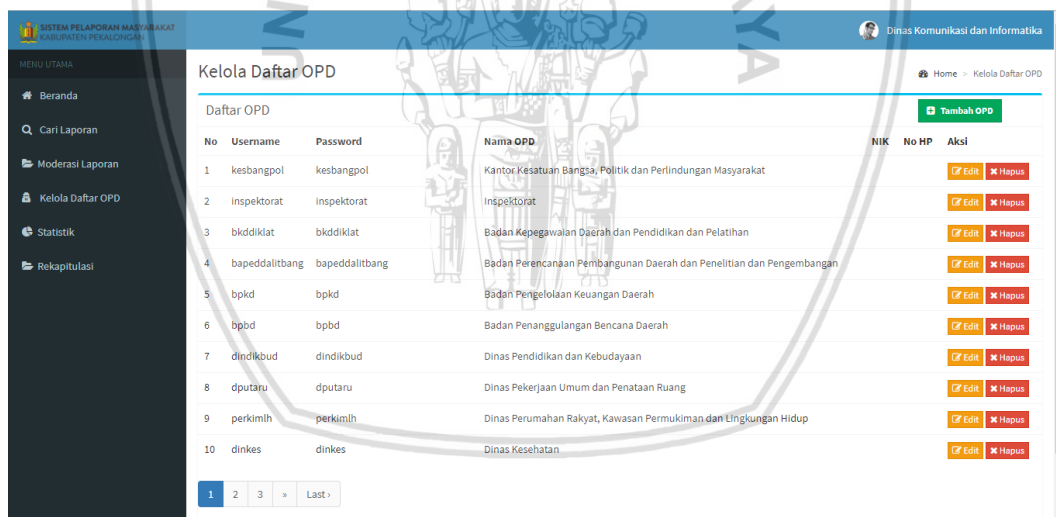 SISTEM PELAPORAN MASYARAKAT
KABUPATEN PEKALONGAN
Dinas Komunikasi dan Informatika
MENU UTAMA
Beranda
Cari Laporan
Moderasi Laporan
Kelola Daftar OPD
Statistik
Rekapitulasi
Kelola Daftar OPD
Home > Kelola Daftar OPD
Daftar OPD
Tambah OPD
No Username Password Nama OPD NIK No HP Aksi
1 kesbangpol kesbangpol Kantor Kesatuan Bangsa, Politik dan Perlindungan Masyarakat Edit Hapus
2 inspektorat inspektorat Inspektorat Edit Hapus
3 bkddiklat bkddiklat Badan Kepegawaian Daerah dan Pendidikan dan Pelatihan Edit Hapus
4 bapeddalitbang bapeddalitbang Badan Perencanaan Pembangunan Daerah dan Penelitian dan Pengembangan Edit Hapus
5 bpkd bpkd Badan Pengelolaan Keuangan Daerah Edit Hapus
6 bpbd bpbd Badan Penanggulangan Bencana Daerah Edit Hapus
7 dindikbud dindikbud Dinas Pendidikan dan Kebudayaan Edit Hapus
8 dputaru dputaru Dinas Pekerjaan Umum dan Penataan Ruang Edit Hapus
9 perkimlh perkimlh Dinas Perumahan Rakyat, Kawasan Permukiman dan Lingkungan Hidup Edit Hapus
10 dinkes dinkes Dinas Kesehatan Edit Hapus
1 2 3 » Last ›